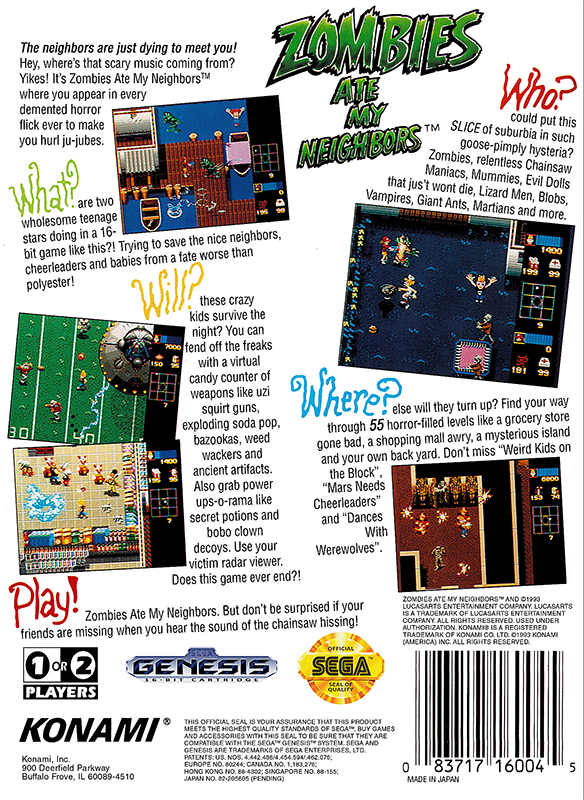 The neighbors are just dying to meet you!
Hey, where's that scary music coming from?
Yikes! It's Zombies Ate My Neighbors™
where you appear in every
demented horror
flick ever to make
you hurl ju-jubes.
ZOMBIES
ATE
MY
NEIGHBORS™
Who?
could put this
SLICE of suburbia in such
goose-pimply hysteria?
Zombies, relentless Chainsaw
Maniacs, Mummies, Evil Dolls
that jus't wont die, Lizard Men, Blobs,
Vampires, Giant Ants, Martians and more.
What? are two
wholesome teenage
stars doing in a 16-
bit game like this?! Trying to save the nice neighbors,
cheerleaders and babies from a fate worse than
polyester!
Will?
these crazy
kids survive the
night? You can
fend off the freaks
with a virtual
candy counter of
weapons like uzi
squirt guns,
exploding soda pop,
bazookas, weed
wackers and
ancient artifacts.
Also grab power
ups-o-rama like
secret potions and
bobo clown
decoys. Use your
victim radar viewer.
Does this game ever end?!
Where? else will they turn up? Find your way
through 55 horror-filled levels like a grocery store
gone bad, a shopping mall awry, a mysterious island
and your own back yard. Don't miss "Weird Kids on
the Block",
"Mars Needs
Cheerleaders"
and "Dances
With
Werewolves".
Play! Zombies Ate My Neighbors. But don't be surprised if your
friends are missing when you hear the sound of the chainsaw hissing!
ZOMBIES ATE MY NEIGHBORS™ AND ©1993
LUCASARTS ENTERTAINMENT COMPANY. LUCASARTS
IS A TRADEMARK OF LUCASARTS ENTERTAINMENT
COMPANY. ALL RIGHTS RESERVED. USED UNDER
AUTHORIZATION. KONAMI® IS A REGISTERED
TRADEMARK OF KONAMI CO. LTD. ©1993 KONAMI
(AMERICA) INC. ALL RIGHTS RESERVED.
1 OR 2
PLAYERS
GENESIS
16-BIT CARTRIDGE
OFFICIAL
SEGA
SEAL OF
QUALITY
KONAMI®
Konami, Inc.
900 Deerfield Parkway
Buffalo Frove, IL 60089-4510
THIS OFFICIAL SEAL IS YOUR ASSURANCE THAT THIS PRODUCT
MEETS THE HIGHEST QUALITY STANDARDS OF SEGA™. BUY GAMES
AND ACCESSORIES WITH THIS SEAL TO BE SURE THAT THEY ARE
COMPATIBLE WITH THE SEGA™ GENESIS™ SYSTEM. SEGA AND
GENESIS ARE TRADEMARKS OF SEGA ENTERPRISES, LTD.
PATENTS: US. NOS. 4,442,486/4,454,594/4,462,076;
EUROPE NO. 80244; CANADA NO. 1,183,276;
HONG KONG NO. 88-4302; SINGAPORE NO. 88-155;
JAPAN NO. 82-205605 (PENDING)
0 83717 16004 5
MADE IN JAPAN